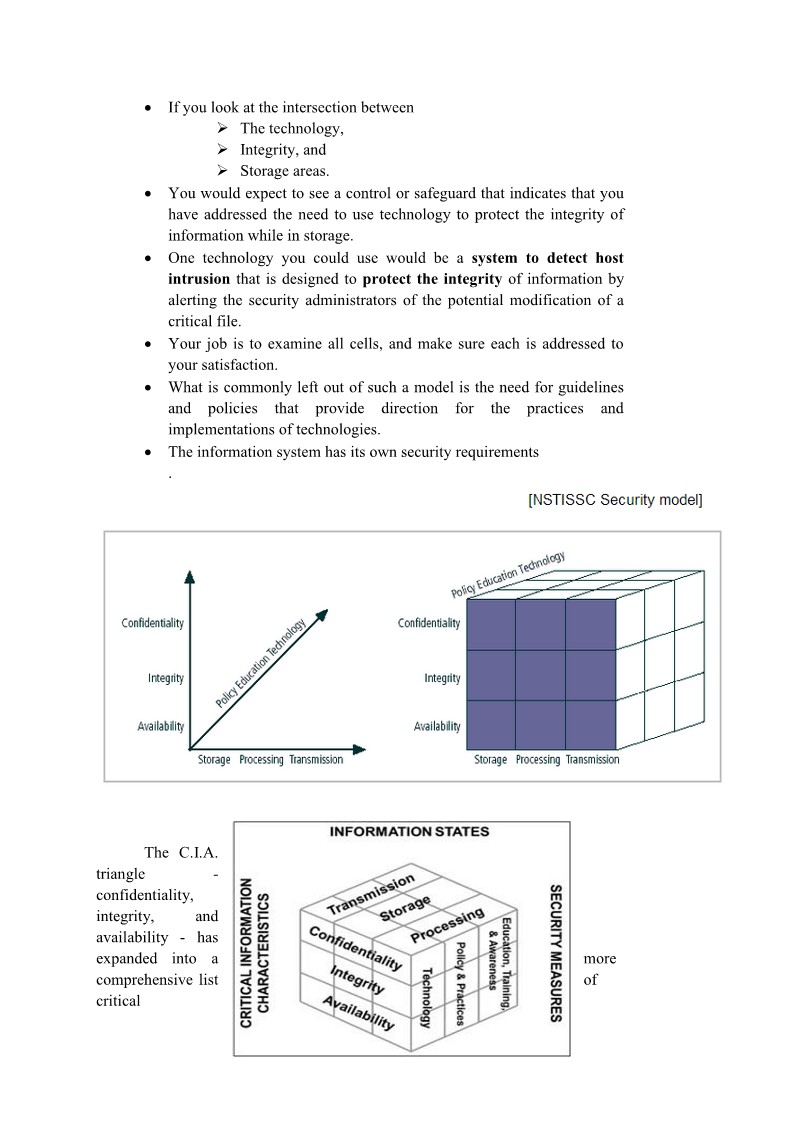 • If you look at the intersection between
➢ The technology,
➢ Integrity, and
➢ Storage areas.
• You would expect to see a control or safeguard that indicates that you
have addressed the need to use technology to protect the integrity of
information while in storage.
• One technology you could use would be a system to detect host
intrusion that is designed to protect the integrity of information by
alerting the security administrators of the potential modification of a
critical file.
• Your job is to examine all cells, and make sure each is addressed to
your satisfaction.
• What is commonly left out of such a model is the need for guidelines
and policies that provide direction for the practices and
implementations of technologies.
• The information system has its own security requirements
.
[NSTISSC Security model]
Confidentiality
Integrity
Availability
Policy Education Technology
Storage Processing Transmission
Policy Education Technology
Confidentiality
Integrity
Availability
Storage Processing Transmission
The C.I.A.
triangle -
confidentiality,
integrity, and
availability - has
expanded into a more
comprehensive list of
critical
INFORMATION STATES
CRITICAL INFORMATION
CHARACTERISTICS
Transmission
Storage
Processing
Confidentiality
Integrity
Availability
Technology
Policy & Practices
Education, Training,
& Awareness
SECURITY MEASURES